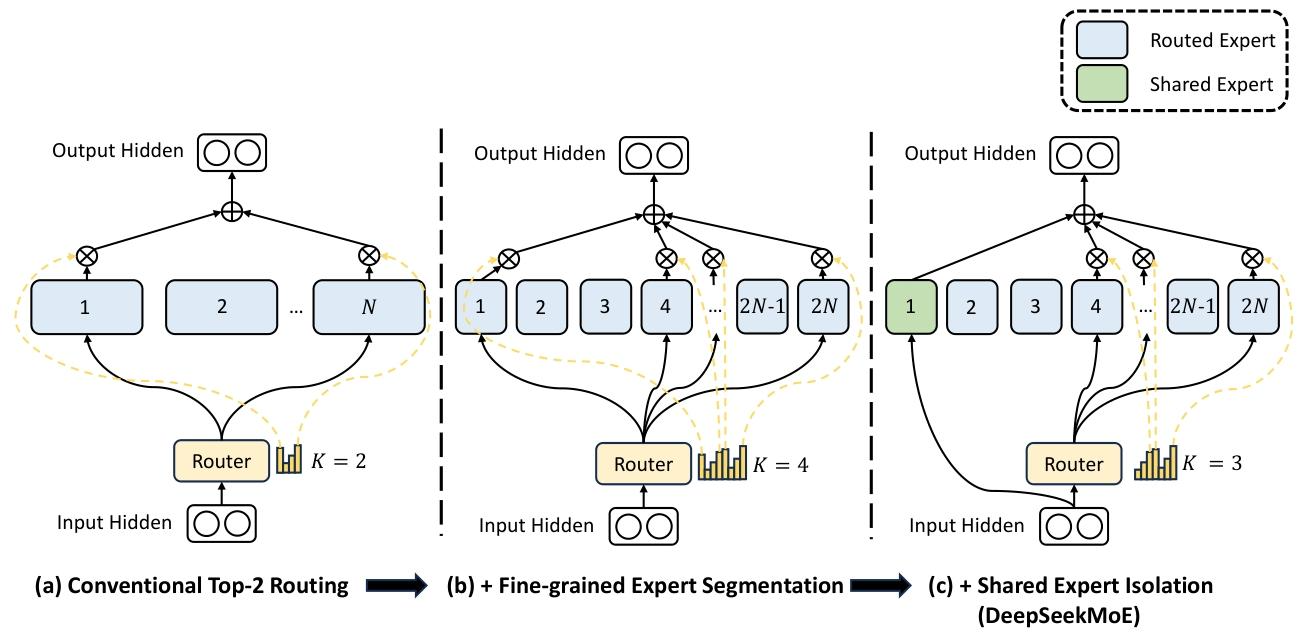 Routed Expert
Shared Expert
Output Hidden
1
2
...
N
Router
K = 2
Input Hidden
(a) Conventional Top-2 Routing
Output Hidden
1
2
3
4
...
2N-1
2N
Router
K = 4
Input Hidden
(b) + Fine-grained Expert Segmentation
Output Hidden
1
2
3
4
...
2N-1
2N
Router
K = 3
Input Hidden
(c) + Shared Expert Isolation
(DeepSeekMoE)